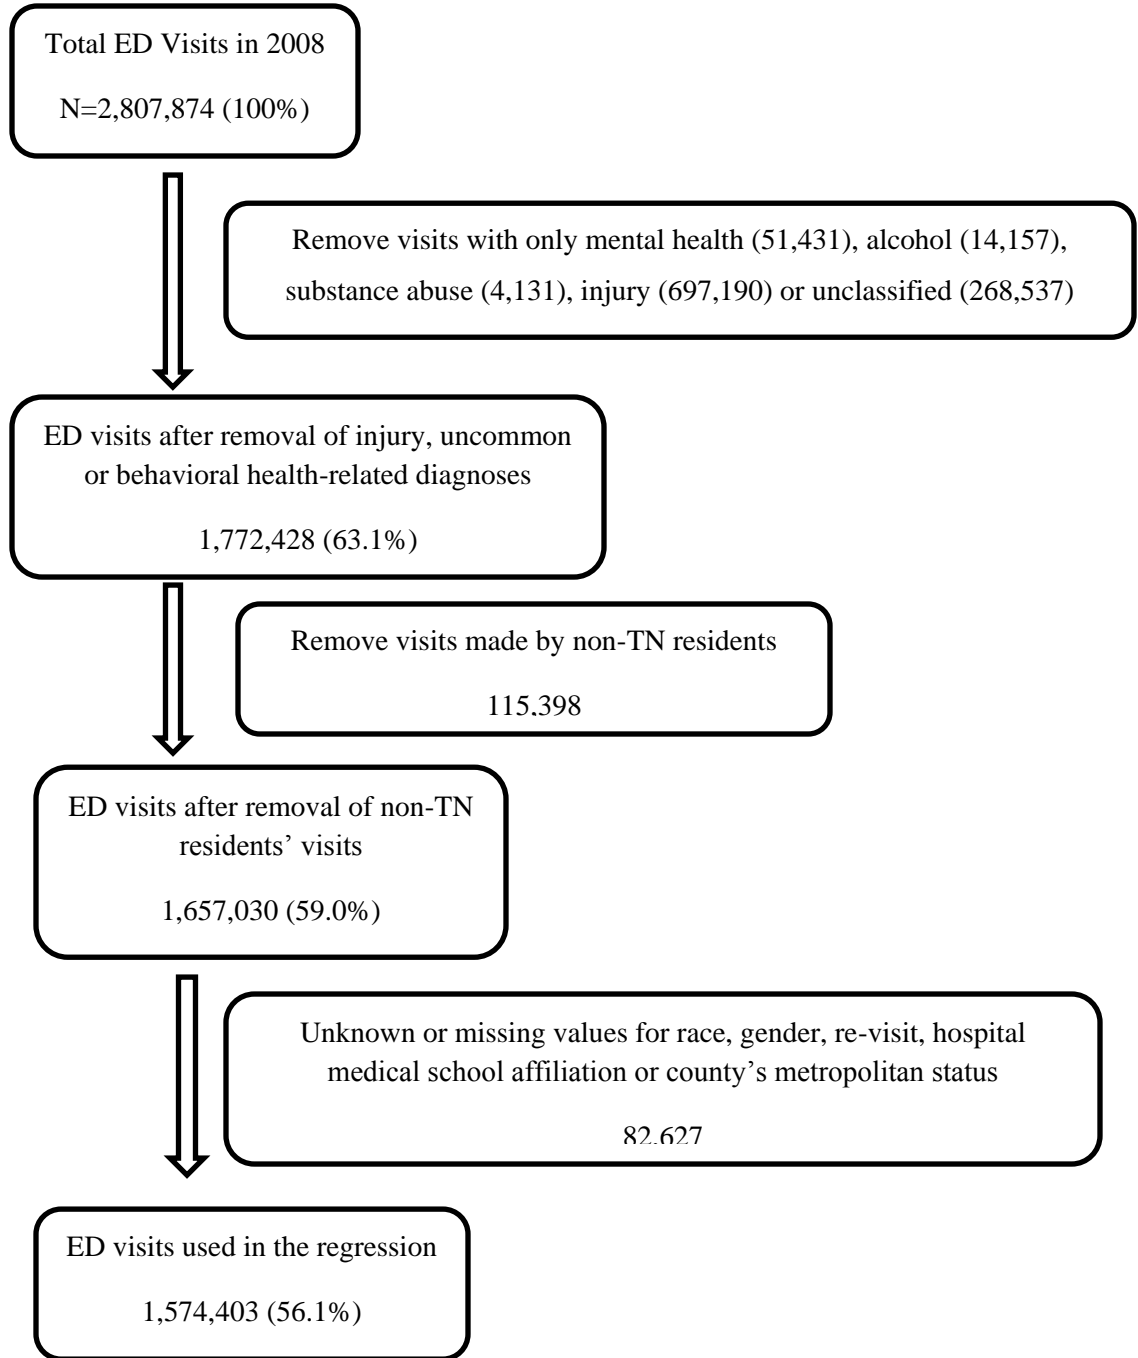 Total ED Visits in 2008
N=2,807,874 (100%)
Remove visits with only mental health (51,431), alcohol (14,157),
substance abuse (4,131), injury (697,190) or unclassified (268,537)
ED visits after removal of injury, uncommon
or behavioral health-related diagnoses
1,772,428 (63.1%)
Remove visits made by non-TN residents
115,398
ED visits after removal of non-TN
residents’ visits
1,657,030 (59.0%)
Unknown or missing values for race, gender, re-visit, hospital
medical school affiliation or county’s metropolitan status
82,627
ED visits used in the regression
1,574,403 (56.1%)